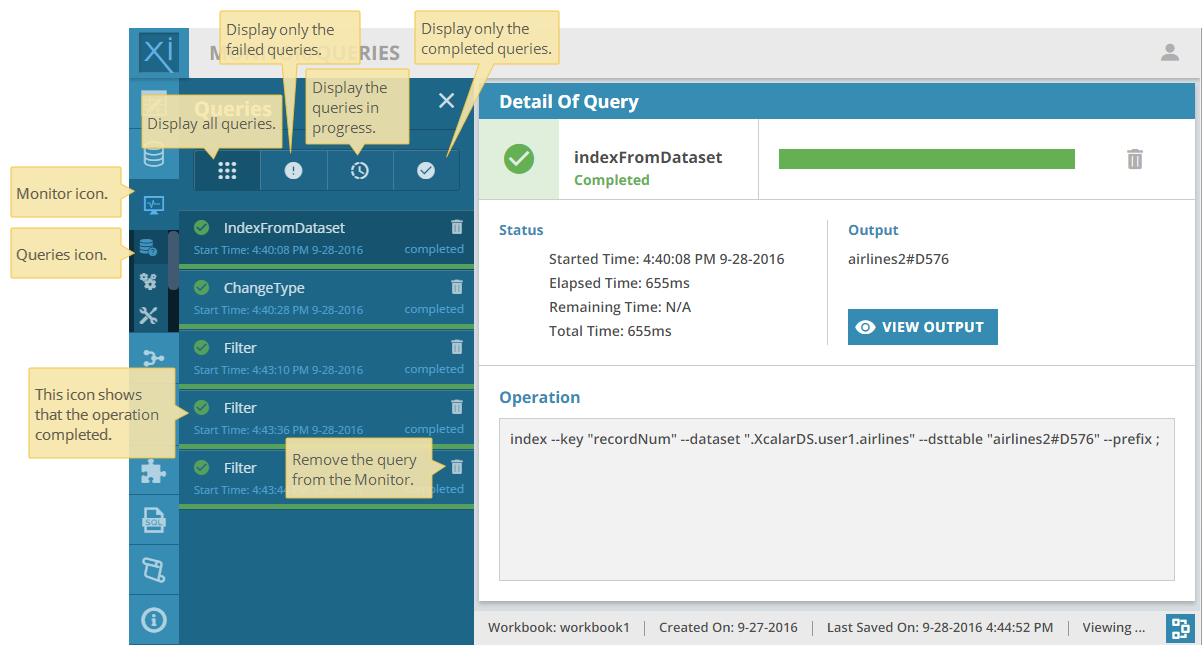 Display only the
failed queries.
Display only the
completed queries.
Xi
QUERIES
Display the
queries in
progress.
Queries
Display all queries.
Monitor icon.
Queries icon.
IndexFromDataset
Start Time: 4:40:08 PM 9-28-2016 completed
ChangeType
Start Time: 4:40:28 PM 9-28-2016 completed
Filter
Start Time: 4:43:10 PM 9-28-2016 completed
This icon shows
that the operation
completed.
Filter
Start Time: 4:43:36 PM 9-28-2016 completed
Filter
Start Time: 4:43:4
Remove the query
from the Monitor.
SQL
Detail Of Query
indexFromDataset
Completed
Status
Started Time: 4:40:08 PM 9-28-2016
Elapsed Time: 655ms
Remaining Time: N/A
Total Time: 655ms
Output
airlines2#D576
VIEW OUTPUT
Operation
index --key "recordNum" --dataset ".XcalarDS.user1.airlines" --dsttable "airlines2#D576" --prefix ;
Workbook: workbook1 | Created On: 9-27-2016 | Last Saved On: 9-28-2016 4:44:52 PM | Viewing ...